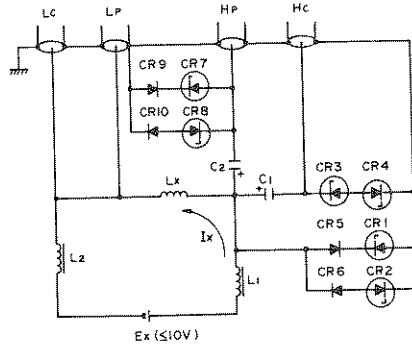 LC LP HP HC
CR9 CR7
CR10 CR8
C2 + + C1 CR3 CR4
LX
IX CR5 CR1
L2 L1 CR6 CR2
EX (≤10V)